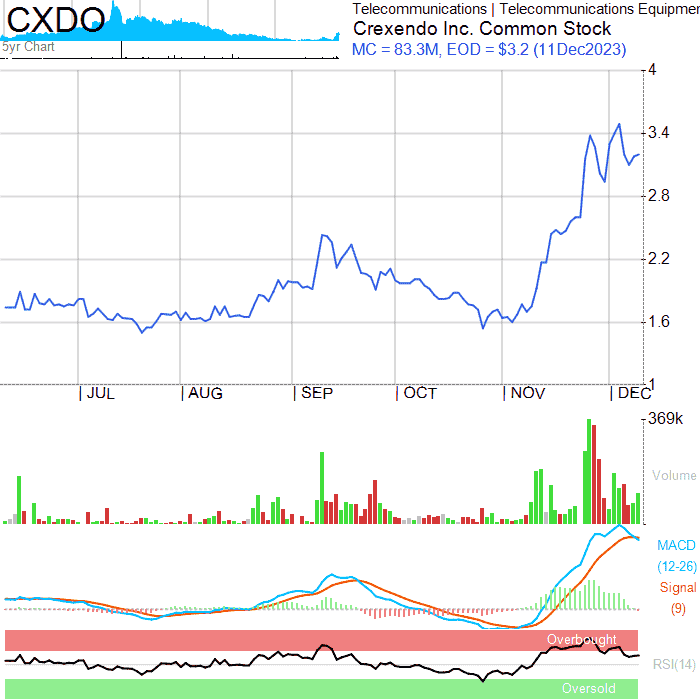 CXDO
5yr Chart
Telecommunications | Telecommunications Equipmen
Crexendo Inc. Common Stock
MC = 83.3M, EOD = $3.2 (11Dec2023)
4
3.4
2.8
2.2
1.6
1
JUL
AUG
SEP
OCT
NOV
DEC
369k
Volume
MACD
(12-26)
Signal
(9)
Overbought
RSI(14)
Oversold